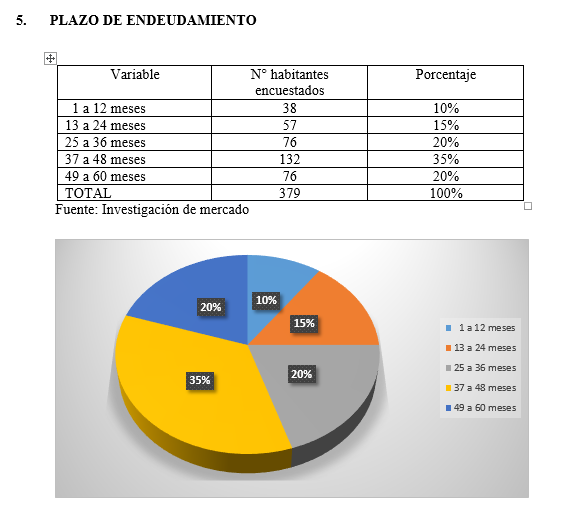 5. PLAZO DE ENDEUDAMIENTO
Variable N° habitantes encuestados Porcentaje
1 a 12 meses 38 10%
13 a 24 meses 57 15%
25 a 36 meses 76 20%
37 a 48 meses 132 35%
49 a 60 meses 76 20%
TOTAL 379 100%
Fuente: Investigación de mercado
10%
15%
20%
35%
20%
1 a 12 meses
13 a 24 meses
25 a 36 meses
37 a 48 meses
49 a 60 meses